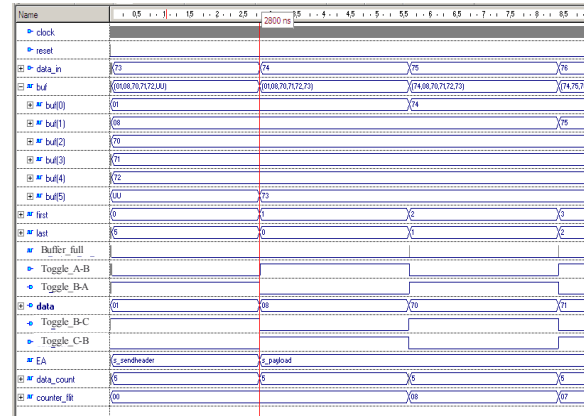 Name 0,5 1 1,5 2 2,5 3,5 4 4,5 5 5,5 6 6,5 7 7,5 8 8,5
2800 ns
clock
reset
data_in 73 74 75 76
buf (01,08,70,71,72,UU) (01,08,70,71,72,73) (74,08,70,71,72,73) (74,75,7
buf(0) 01 74
buf(1) 08 75
buf(2) 70
buf(3) 71
buf(4) 72
buf(5) UU 73
first 0 1 2 3
last 5 0 1 2
Buffer_full
Toggle_A-B
Toggle_B-A
data 01 08 70 71
Toggle_B-C
Toggle_C-B
EA s_sendheader s_payload
data_count 5 5 5 5
counter_flit 00 08 07